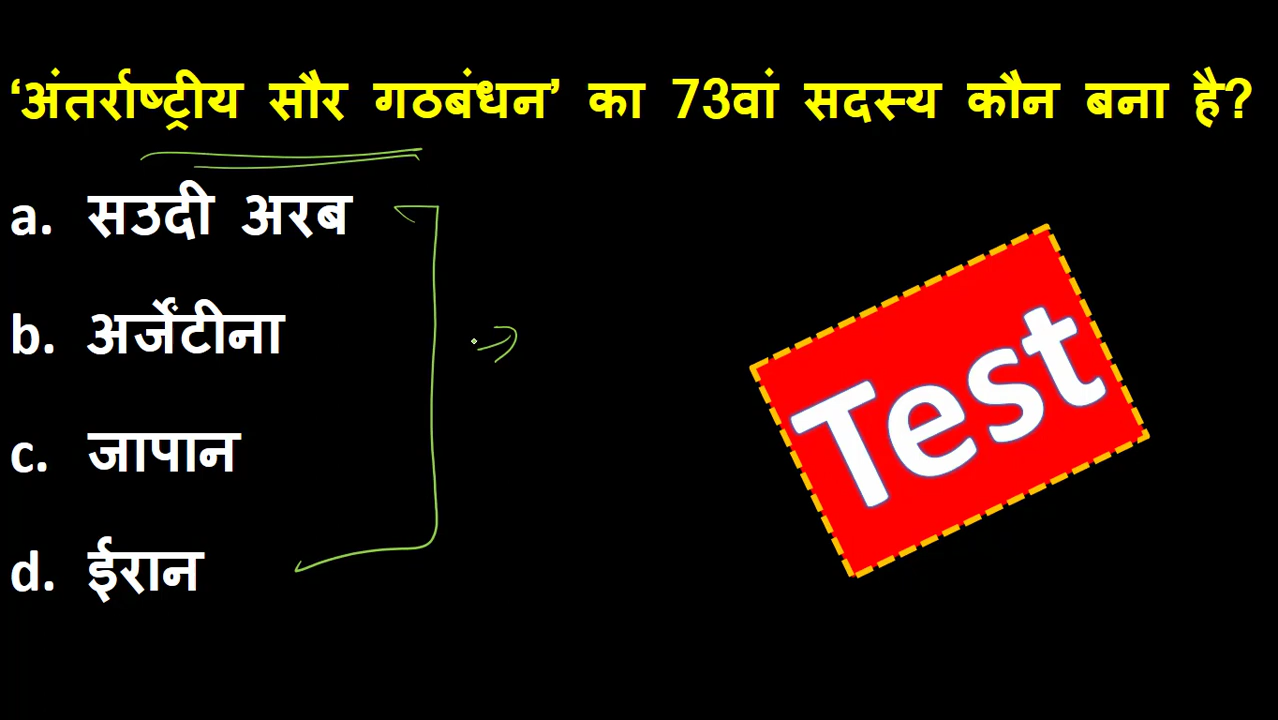 ‘अंतर्राष्ट्रीय सौर गठबंधन’ का 73वां सदस्य कौन बना है?
a. सउदी अरब
b. अर्जेंटीना
c. जापान
d. ईरान
Test